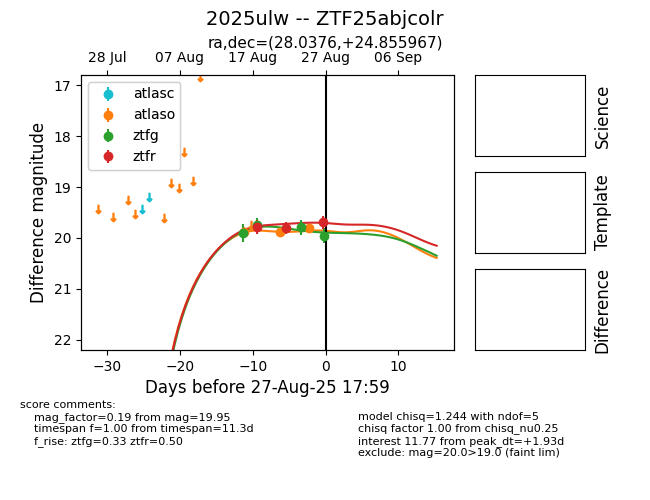 2025ulw -- ZTF25abjcolr
ra,dec=(28.0376,+24.855967)
28 Jul 07 Aug 17 Aug 27 Aug 06 Sep
17
18
19
20
21
22
Difference magnitude
atlasc
atlaso
ztfg
ztfr
−30 −20 −10 0 10
Days before 27-Aug-25 17:59
Science
Template
Difference
score comments:
mag_factor=0.19 from mag=19.95
timespan f=1.00 from timespan=11.3d
f_rise: ztfg=0.33 ztfr=0.50
model chisq=1.244 with ndof=5
chisq factor 1.00 from chisq_nu0.25
interest 11.77 from peak_dt=+1.93d
exclude: mag=20.0>19.0 (faint lim)